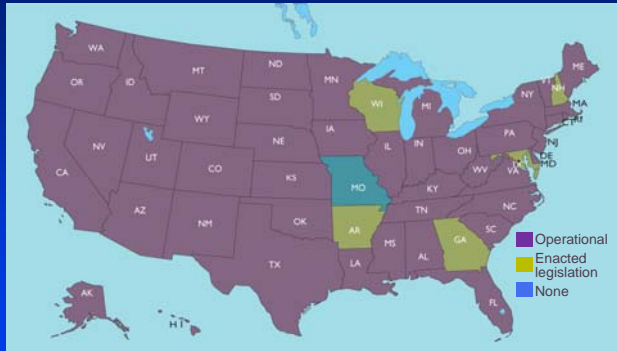 WA
MT
ND
MN
ME
VT
NH
OR
ID
SD
WI
MI
NY
MA
CT
WY
IA
PA
NJ
NE
NV
UT
IL
IN
OH
DE
MD
CA
CO
KS
MO
WV
VA
KY
NC
TN
AZ
NM
OK
AR
SC
MS
AL
GA
TX
LA
FL
AK
HI
Operational
Enacted
legislation
None